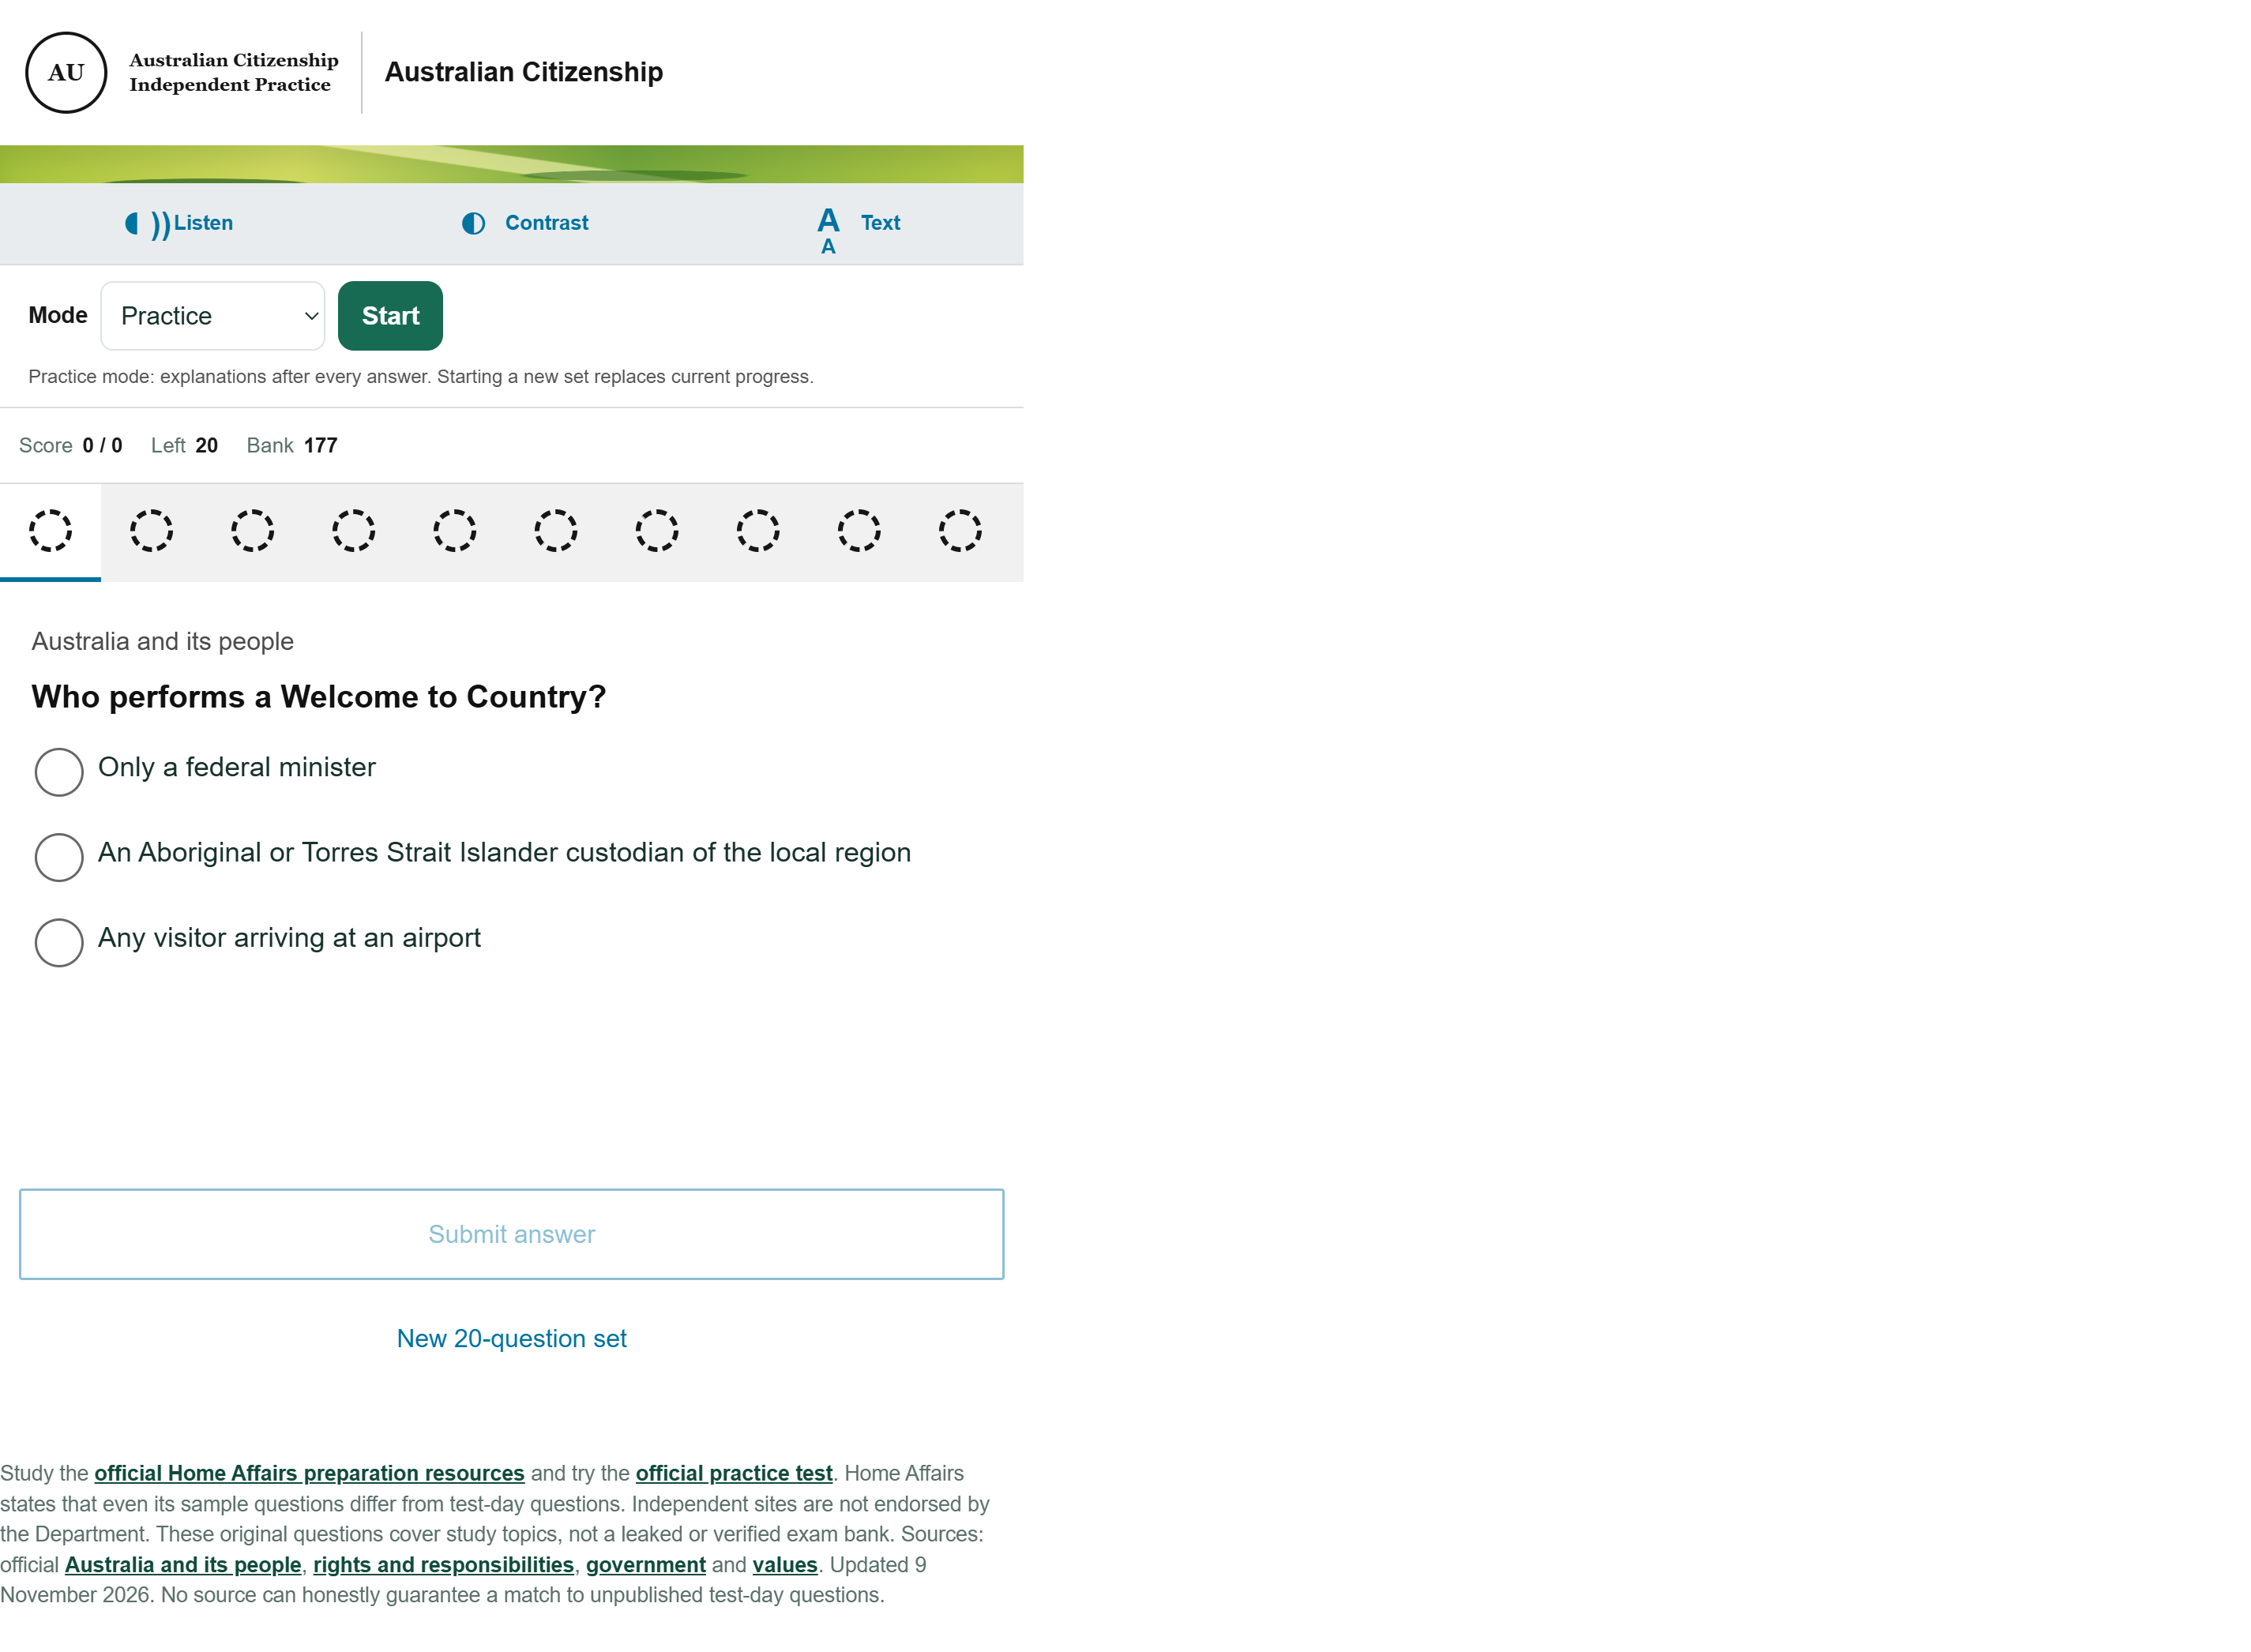 AU
Australian Citizenship
Independent Practice
Australian Citizenship
Listen
Contrast
A
A
Text
Mode
Practice
Start
Practice mode: explanations after every answer. Starting a new set replaces current progress.
Score 0 / 0 Left 20 Bank 177
Australia and its people
Who performs a Welcome to Country?
Only a federal minister
An Aboriginal or Torres Strait Islander custodian of the local region
Any visitor arriving at an airport
Submit answer
New 20-question set
Study the official Home Affairs preparation resources and try the official practice test. Home Affairs
states that even its sample questions differ from test-day questions. Independent sites are not endorsed by
the Department. These original questions cover study topics, not a leaked or verified exam bank. Sources:
official Australia and its people, rights and responsibilities, government and values. Updated 9
November 2026. No source can honestly guarantee a match to unpublished test-day questions.